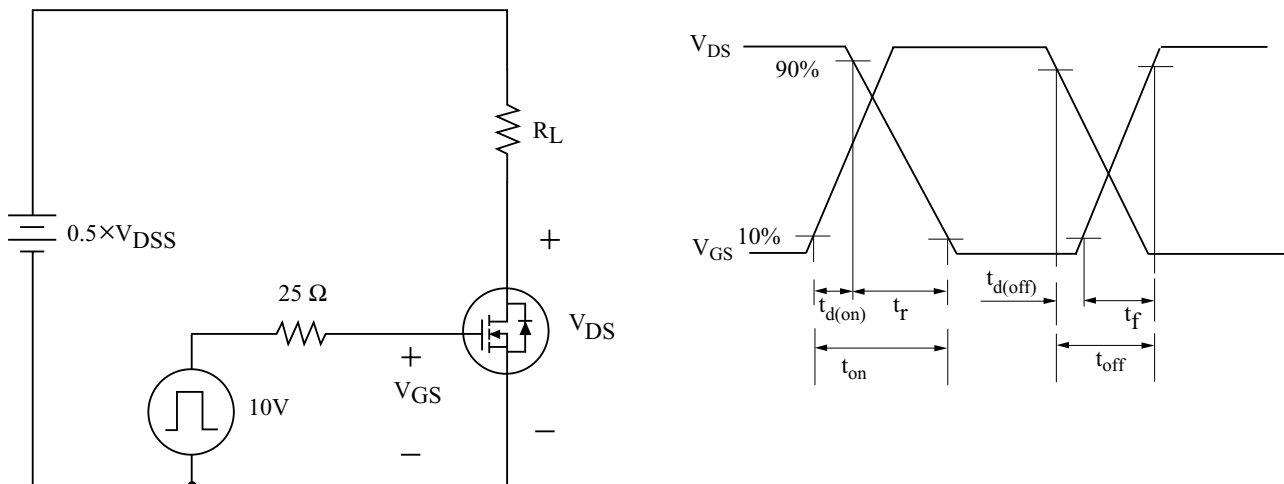 R_L
0.5×V_DSS
25 Ω
+
V_DS
+
V_GS
10V
−
−
V_DS
90%
V_GS 10%
t_d(on)
t_r
t_d(off)
t_f
t_on
t_off